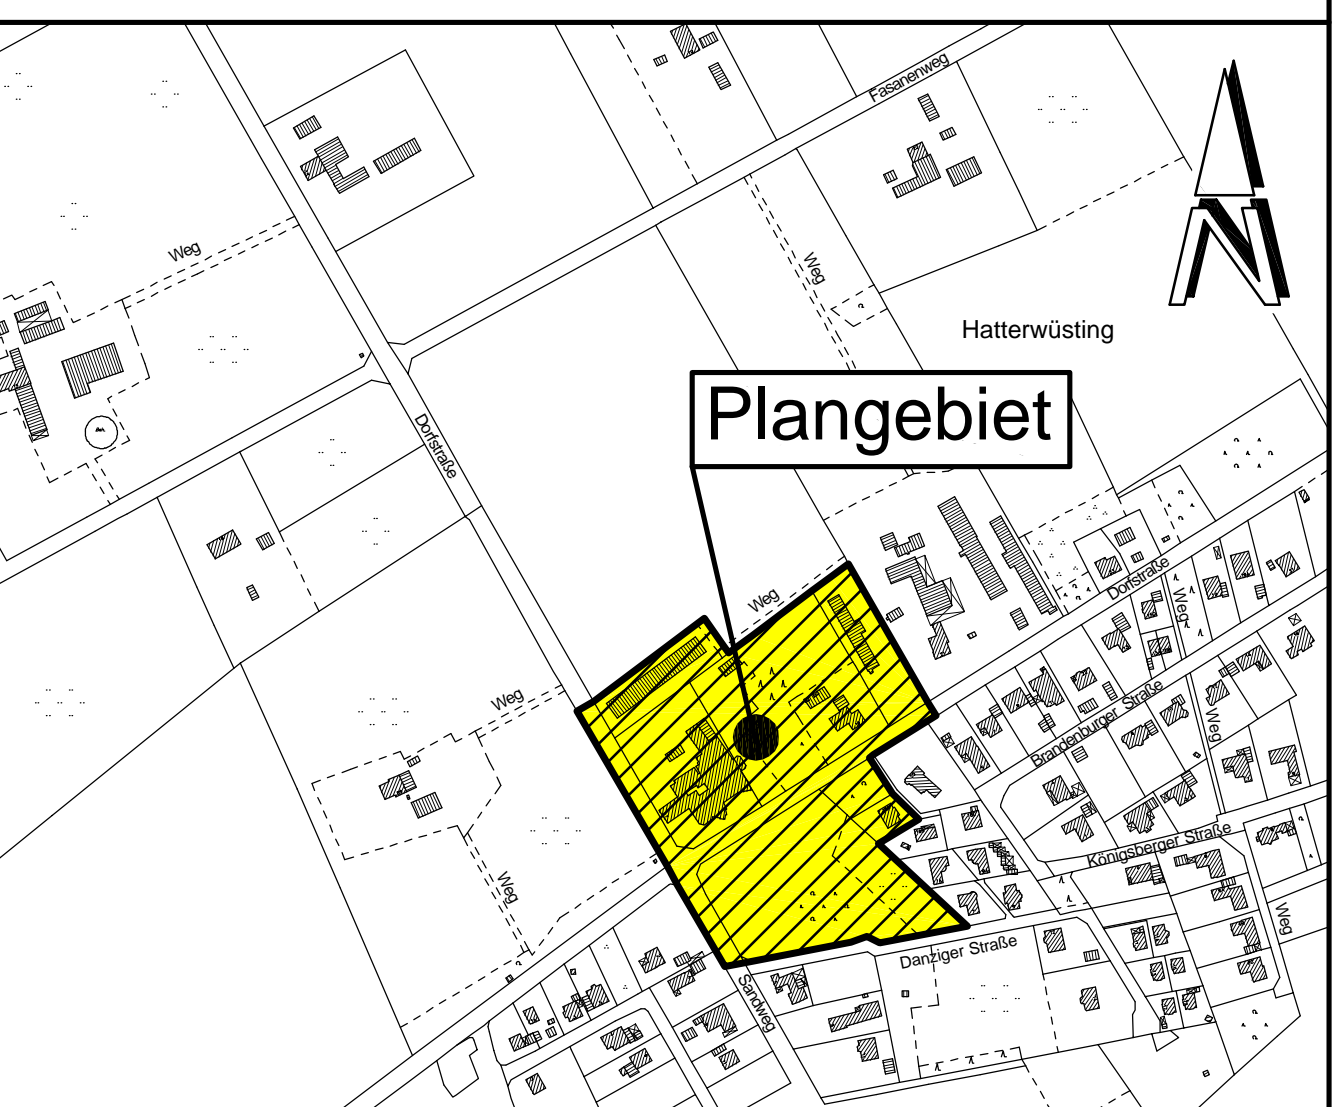 Fasanenweg
Weg
Weg
Hatterwüsting
Plangebiet
Dorfstraße
Weg
Dorfstraße
Weg
Weg
Brandenburger Straße
Weg
Königsberger Straße
Weg
Weg
Danziger Straße
Sandweg
N